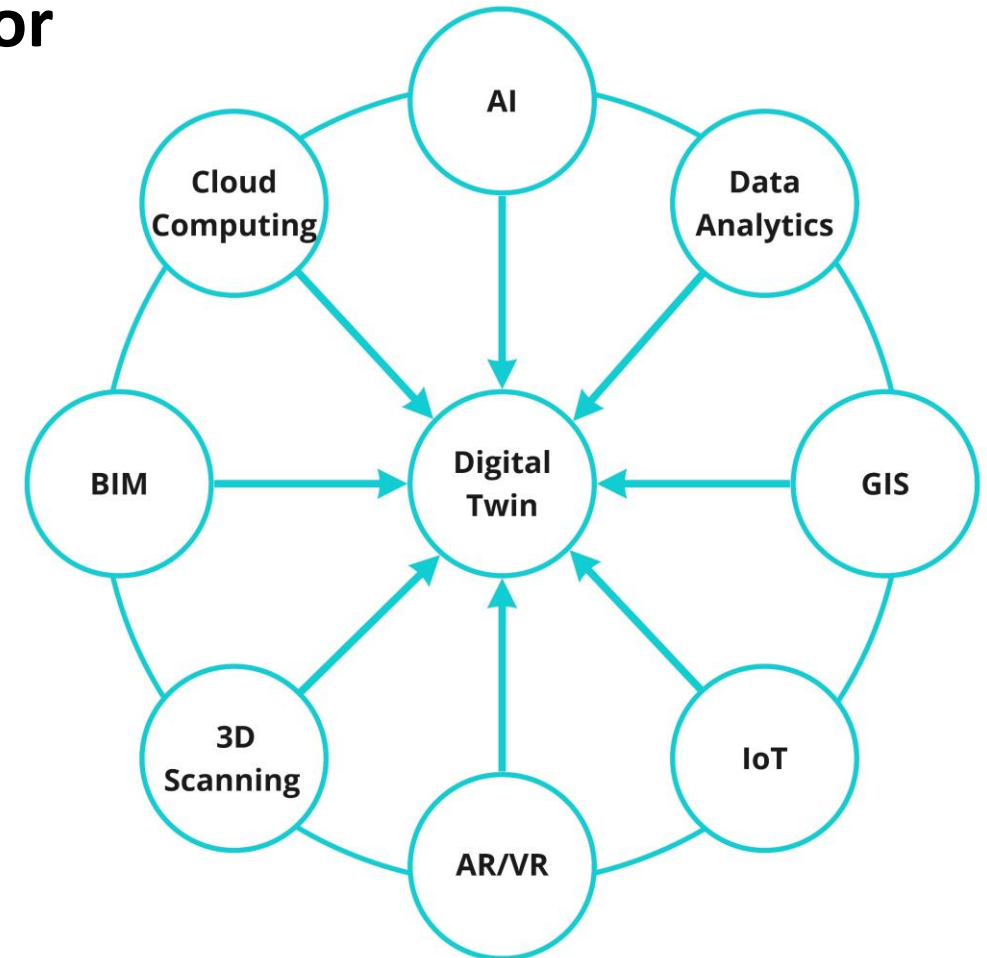 or
AI
Cloud
Computing
Data
Analytics
BIM
Digital
Twin
GIS
3D
Scanning
IoT
AR/VR